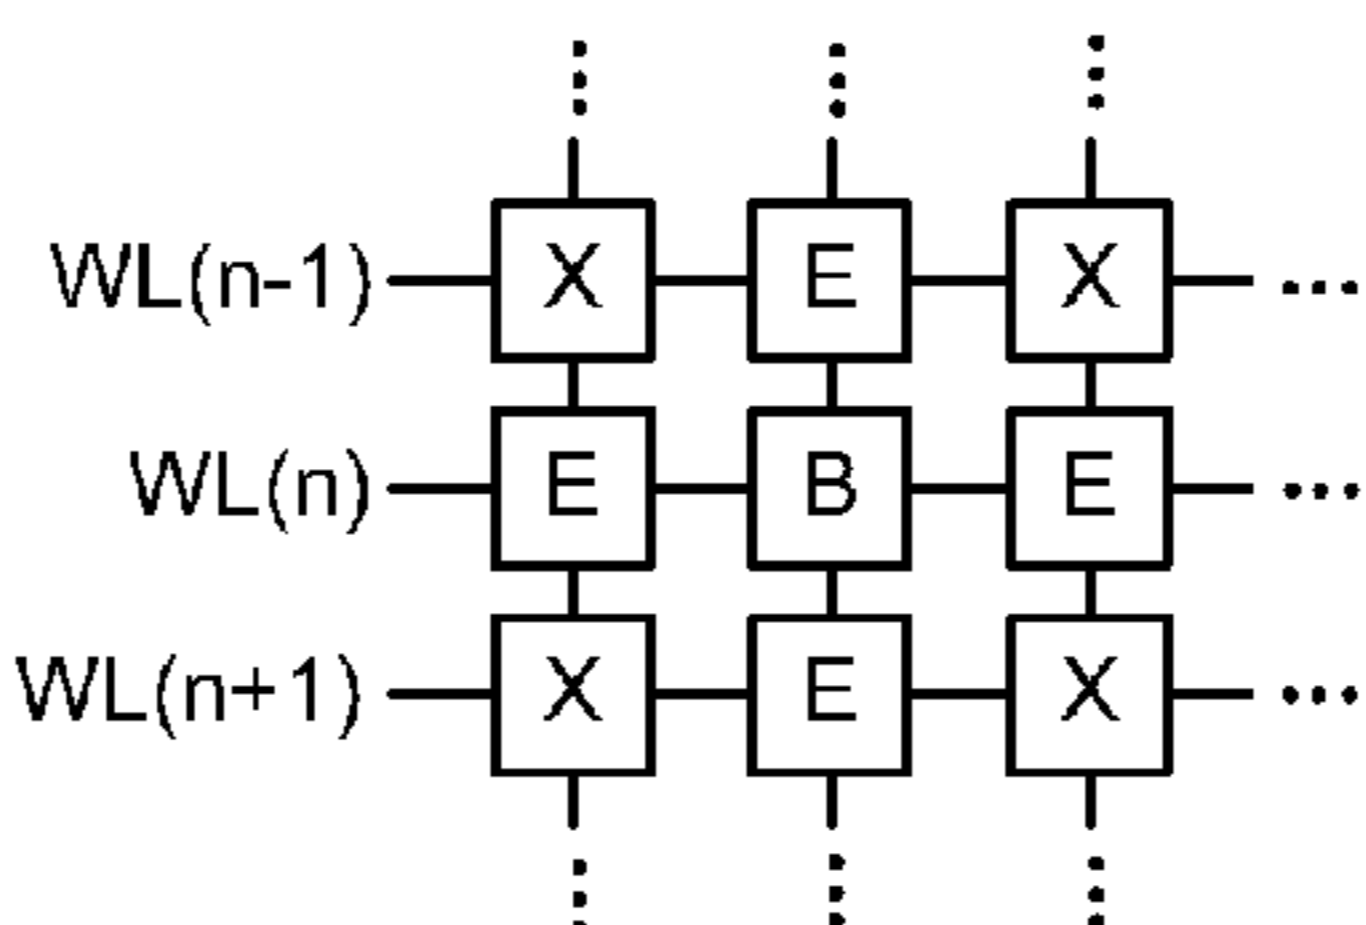 WL(n-1) X E X ...
WL(n) E B E ...
WL(n+1) X E X ...